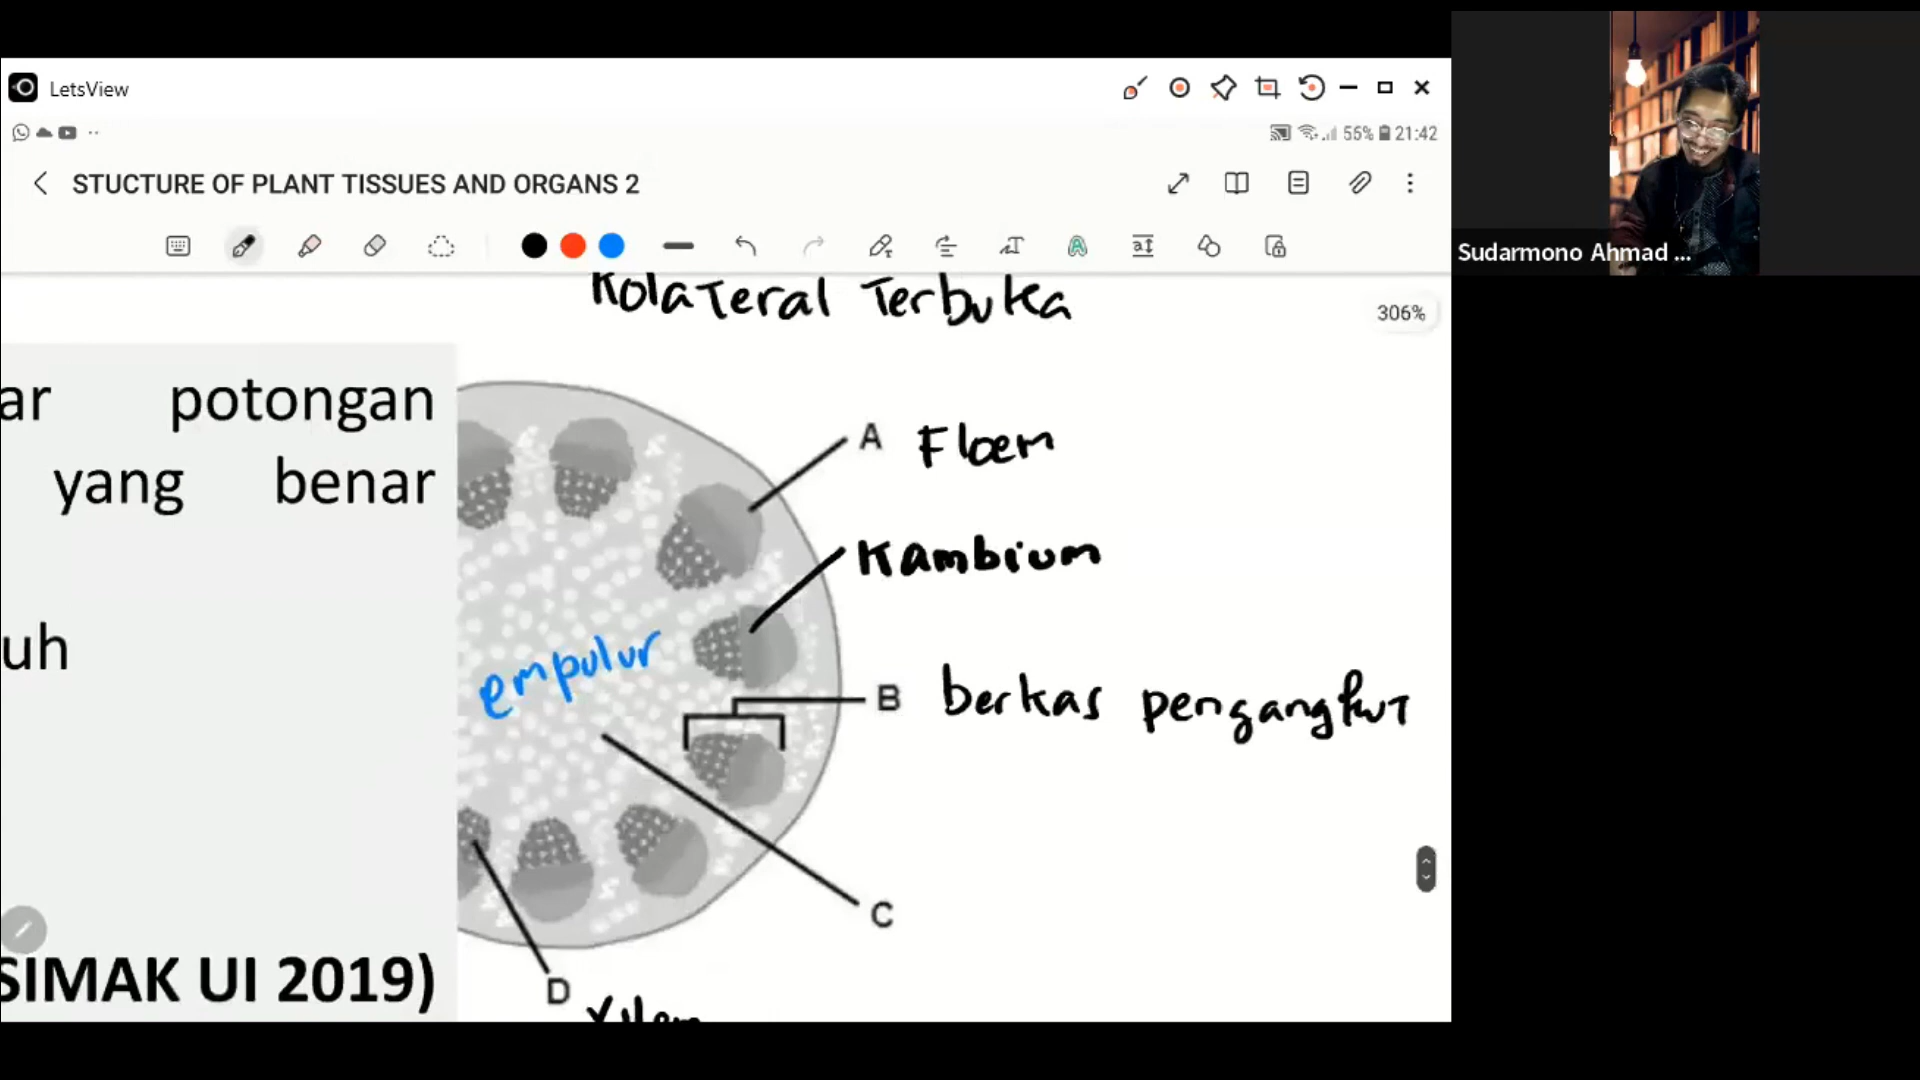 LetsView
55% 21:42
STUCTURE OF PLANT TISSUES AND ORGANS 2
Sudarmono Ahmad ...
Kolateral Terbuka
306%
ar potongan
yang benar
uh
SIMAK UI 2019)
A Floem
Kambium
empulur
B berkas pengangkut
C
D Xilem